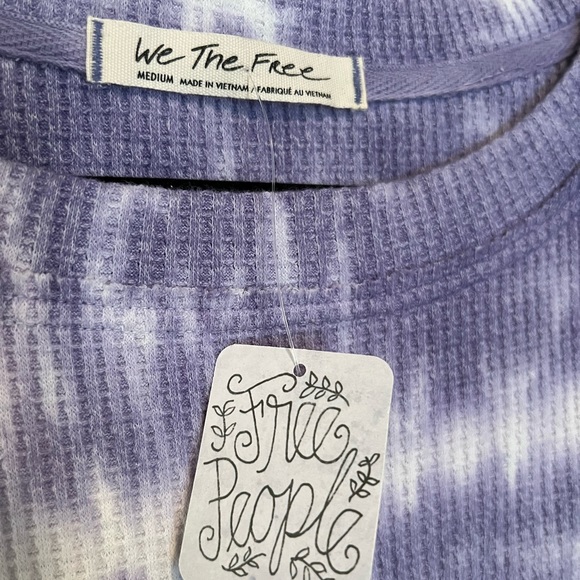 We The Free
MEDIUM MADE IN VIETNAM / FABRIQUÉ AU VIETNAM
Free
People